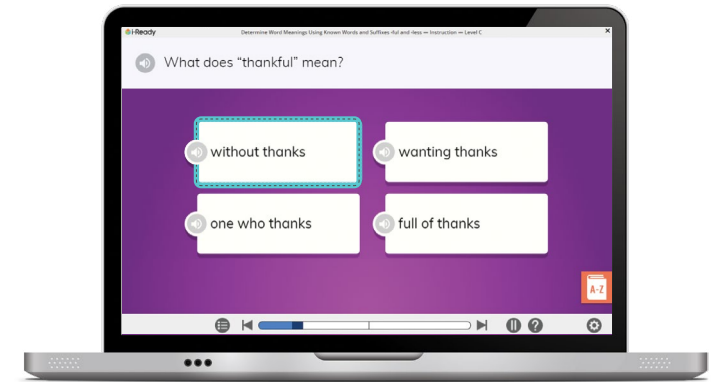 i-Ready
Determine Word Meanings Using Known Words and Suffixes -ful and -less — Instruction — Level C
×
What does “thankful” mean?
without thanks
wanting thanks
one who thanks
full of thanks
A-Z
?